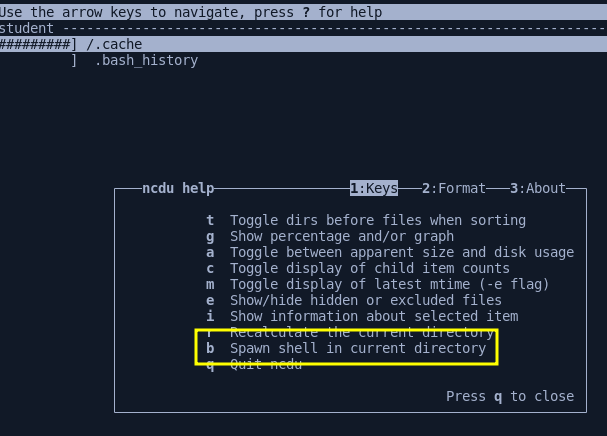 Use the arrow keys to navigate, press ? for help
student ----------------------------------------------------------------------
#########] /.cache
] .bash_history
ncdu help 1:Keys 2:Format 3:About
t Toggle dirs before files when sorting
g Show percentage and/or graph
a Toggle between apparent size and disk usage
c Toggle display of child item counts
m Toggle display of latest mtime (-e flag)
e Show/hide hidden or excluded files
i Show information about selected item
r Recalculate the current directory
b Spawn shell in current directory
q Quit ncdu
Press q to close